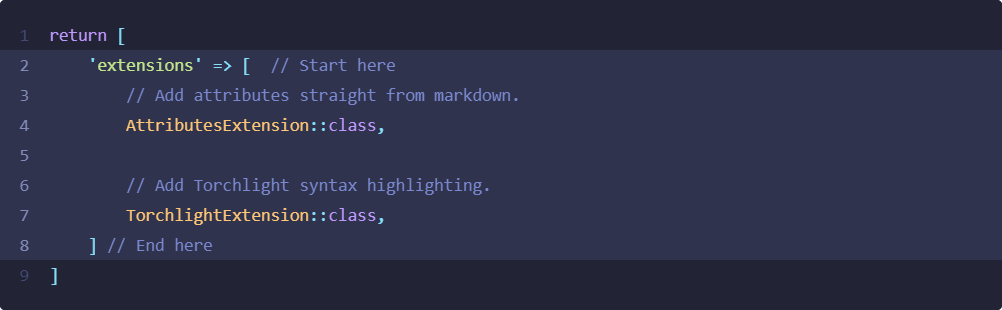 1 return [
2     'extensions' => [  // Start here
3         // Add attributes straight from markdown.
4         AttributesExtension::class,
5
6         // Add Torchlight syntax highlighting.
7         TorchlightExtension::class,
8     ] // End here
9 ]